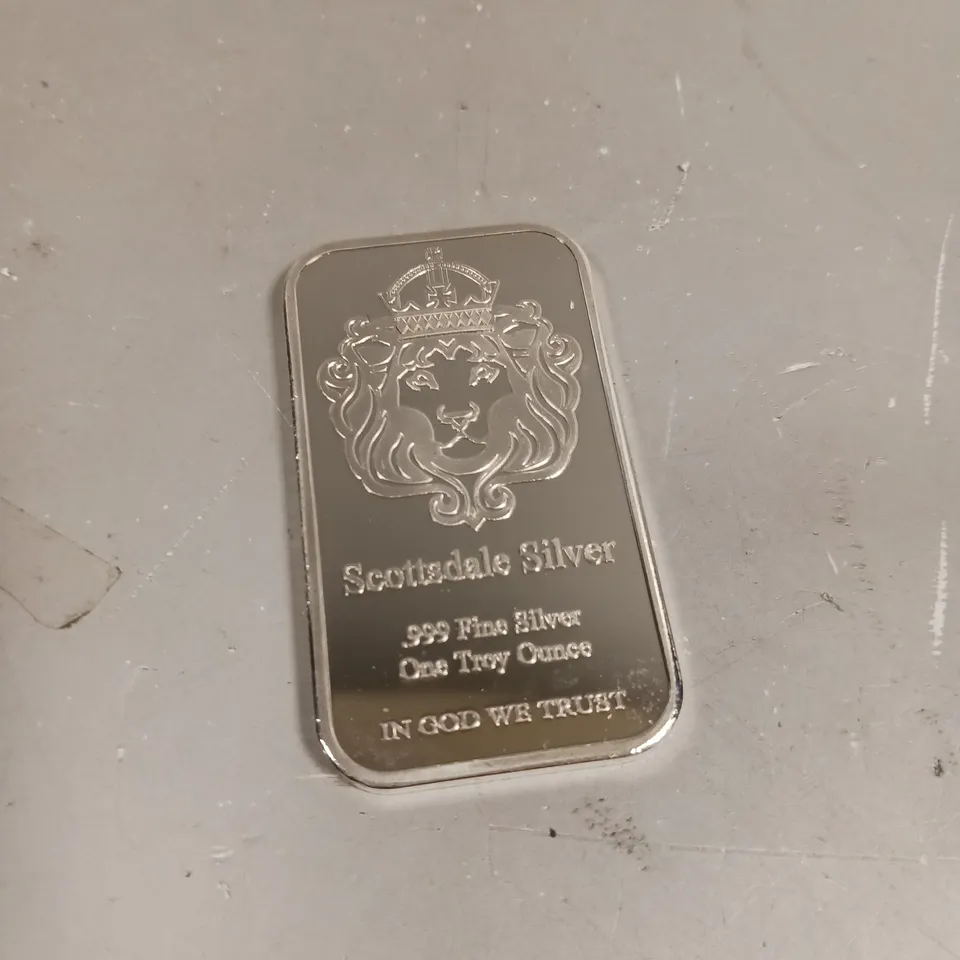 Scottsdale Silver
.999 Fine Silver
One Troy Ounce
IN GOD WE TRUST